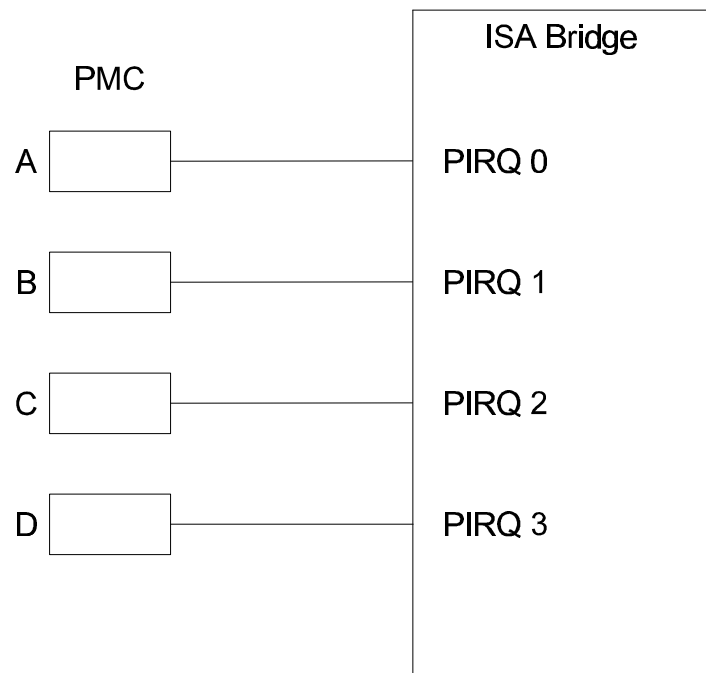 ISA Bridge
PMC
A PIRQ 0
B PIRQ 1
C PIRQ 2
D PIRQ 3